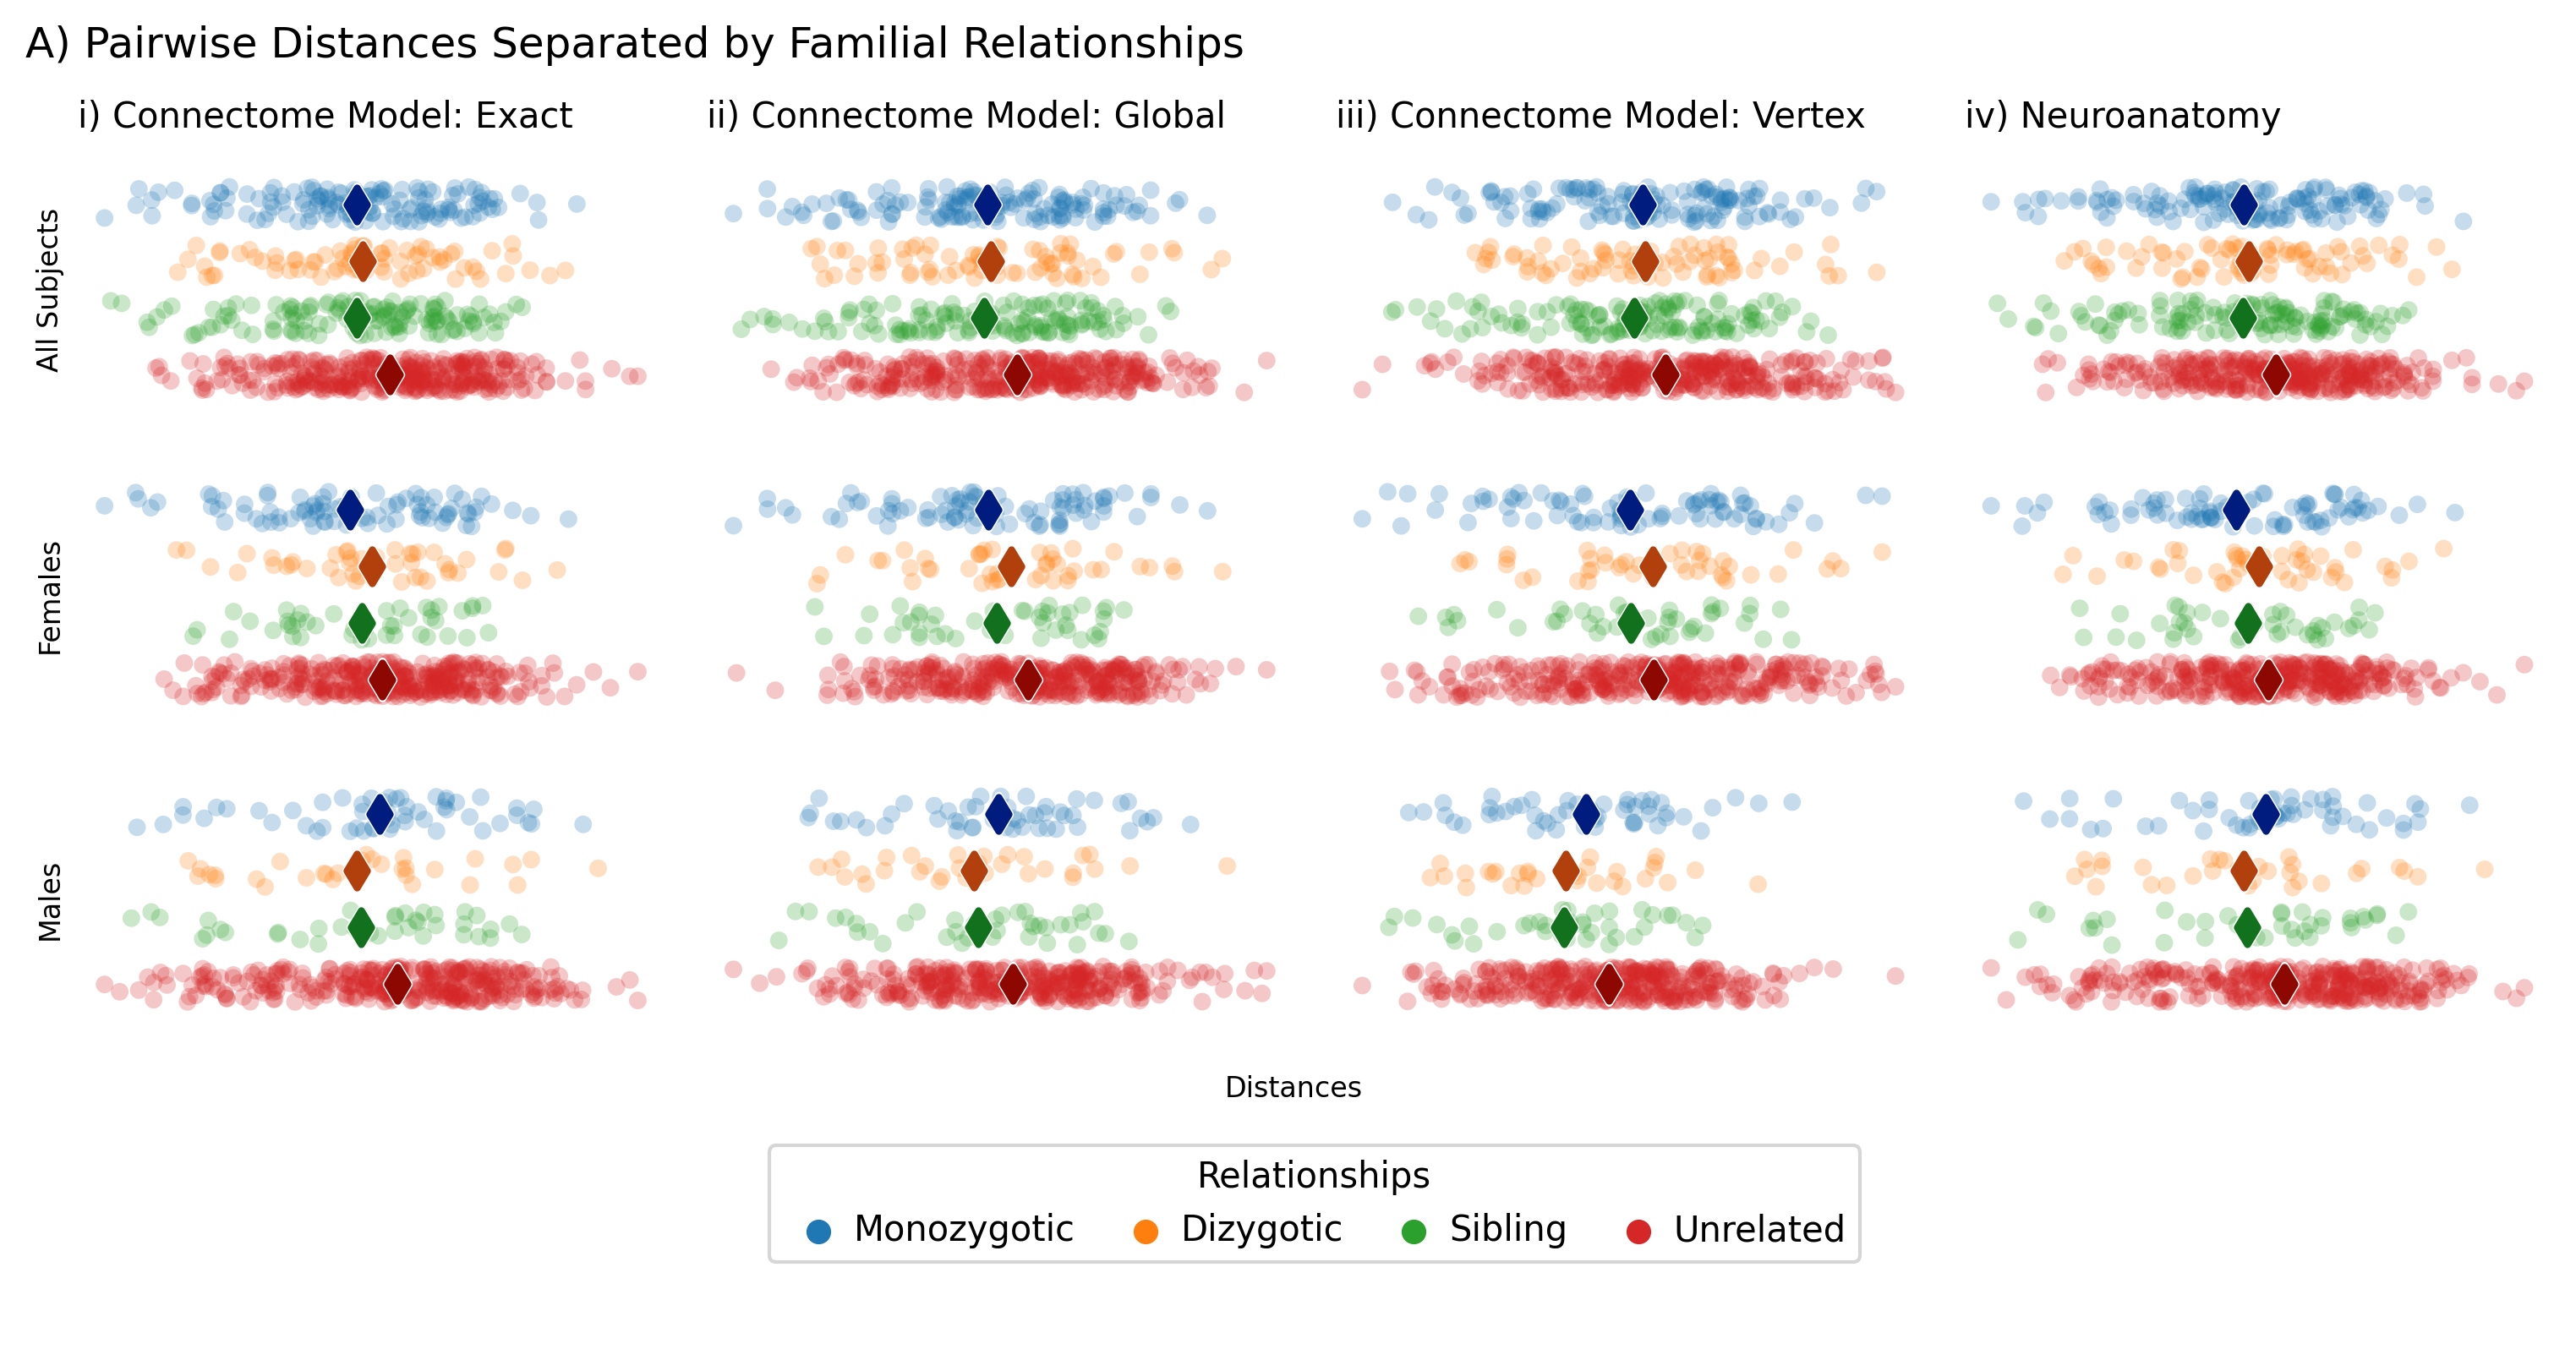 A) Pairwise Distances Separated by Familial Relationships
i) Connectome Model: Exact
ii) Connectome Model: Global
iii) Connectome Model: Vertex
iv) Neuroanatomy
All Subjects
Females
Males
Distances
Relationships
Monozygotic Dizygotic Sibling Unrelated